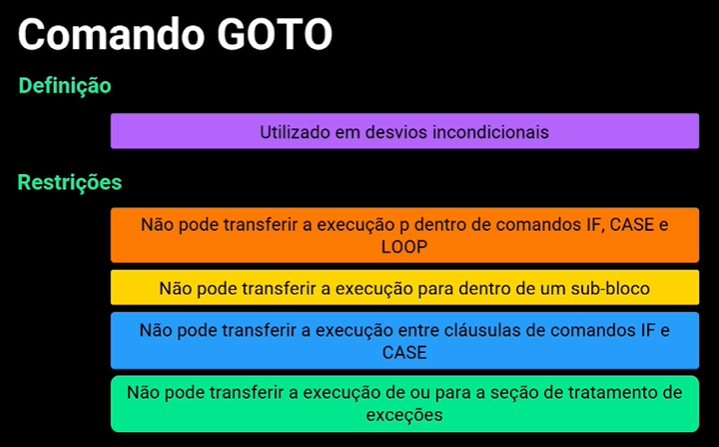 Comando GOTO
Definição
Utilizado em desvios incondicionais
Restrições
Não pode transferir a execução p dentro de comandos IF, CASE e
LOOP
Não pode transferir a execução para dentro de um sub-bloco
Não pode transferir a execução entre cláusulas de comandos IF e
CASE
Não pode transferir a execução de ou para a seção de tratamento de
exceções